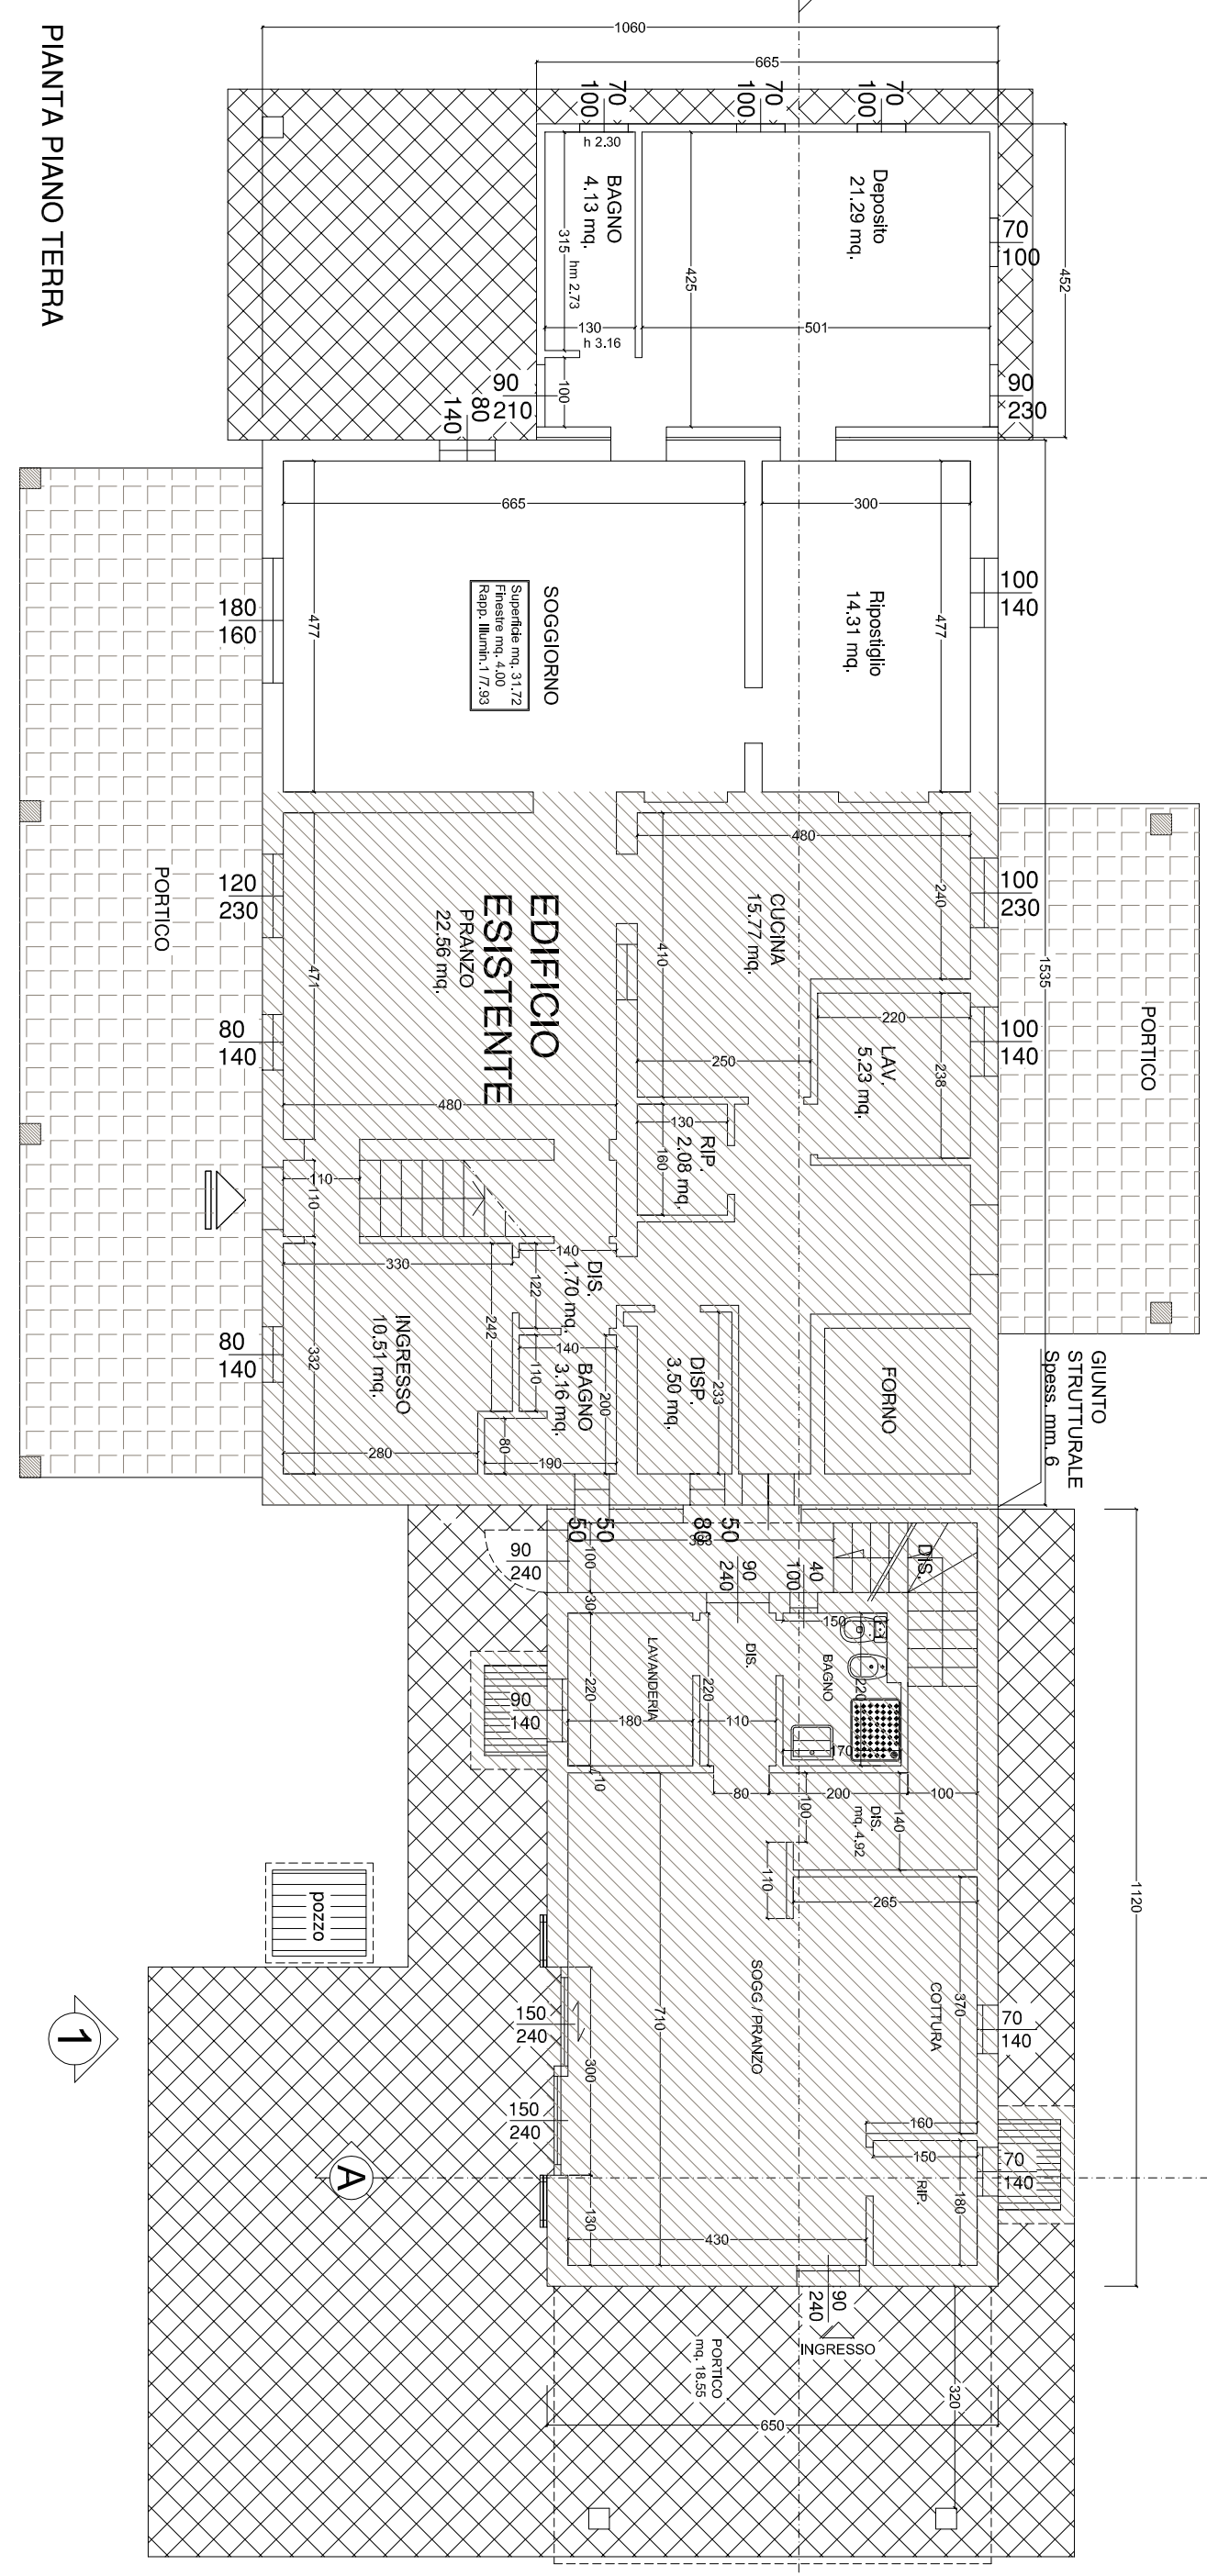 PIANTA PIANO TERRA
1060
665
452
70
100
70
100
70
100
h 2.30
BAGNO
4.13 mq.
Deposito
21.29 mq.
70
100
315
hm 2.73
425
130
h 3.16
501
100
90
210
90
230
80
140
665
300
477
477
100
140
180
160
SOGGIORNO
Superficie mq. 31.72
Finestre mq. 4.00
Rapp. Illumin.1 /7.93
Ripostiglio
14.31 mq.
1535
480
240
100
230
120
230
PORTICO
CUCINA
15.77 mq.
EDIFICIO
ESISTENTE
PRANZO
22.56 mq.
410
471
220
238
LAV.
5.23 mq.
100
140
PORTICO
80
140
250
480
130
160
RIP.
2.08 mq.
110
110
330
140
122
DIS.
1.70 mq.
242
INGRESSO
10.51 mq.
332
80
140
140
110
200
BAGNO
3.16 mq.
DISP.
3.50 mq.
233
FORNO
GIUNTO
STRUTTURALE
Spess. mm. 6
280
80
190
50
50
50
80
383
100
30
90
240
90
240
40
100
DIS.
150
LAVANDERIA
DIS.
BAGNO
220
220
220
90
140
180
110
170
10
80
200
100
100
140
DIS.
mq. 4.92
110
265
1120
pozzo
SOGG / PRANZO
COTTURA
370
710
70
140
150
240
300
150
240
160
150
RIP.
180
70
140
130
430
90
240
INGRESSO
PORTICO
mq. 18.55
320
650
1
A